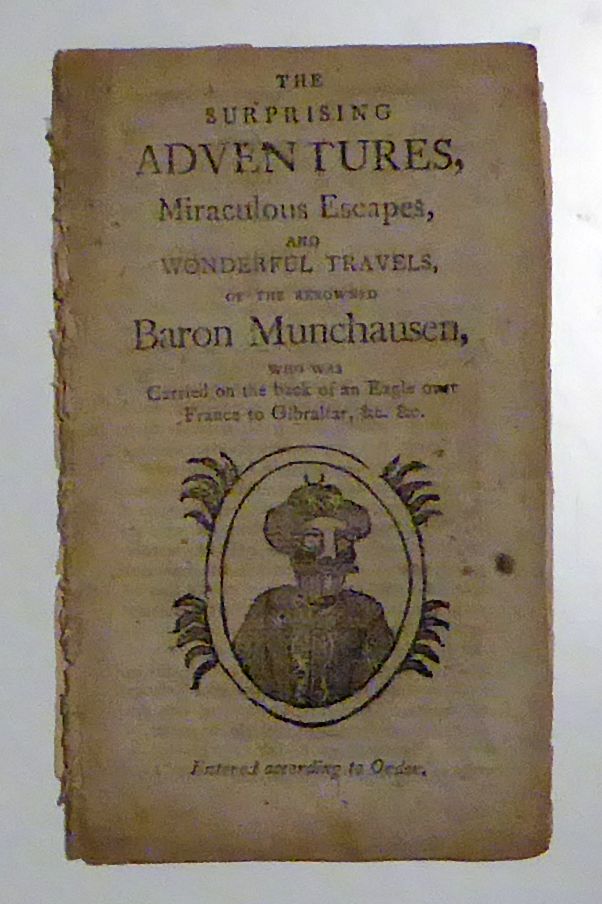 THE
SURPRISING
ADVENTURES,
Miraculous Escapes,
AND
WONDERFUL TRAVELS,
OF THE RENOWNED
Baron Munchausen,
WHO WAS
Carried on the back of an Eagle over
France to Gibraltar, &c. &c.
Entered according to Order.